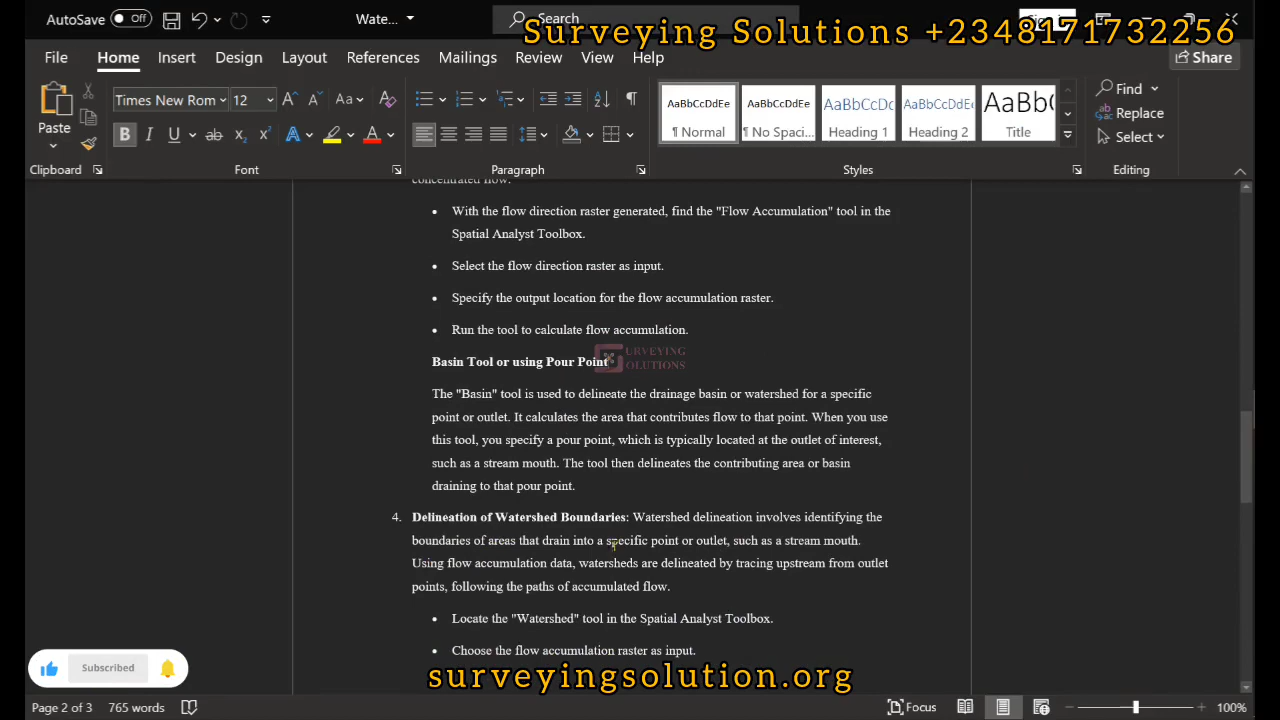 AutoSave Off Wate... Search
Surveying Solutions +2348171732256
File Home Insert Design Layout References Mailings Review View Help Share
Times New Rom 12 Aa
Paste
B I U ab x₂ x² A A
AaBbCcDdEe AaBbCcDdEe AaBbCcDc AaBbCcDdEe AaBbCc
¶ Normal ¶ No Spaci... Heading 1 Heading 2 Title
Find
Replace
Select
Clipboard Font Paragraph Styles Editing
concentrated flow.
• With the flow direction raster generated, find the "Flow Accumulation" tool in the
Spatial Analyst Toolbox.
• Select the flow direction raster as input.
• Specify the output location for the flow accumulation raster.
• Run the tool to calculate flow accumulation.
Basin Tool or using Pour Point
SURVEYING
SOLUTIONS
The "Basin" tool is used to delineate the drainage basin or watershed for a specific
point or outlet. It calculates the area that contributes flow to that point. When you use
this tool, you specify a pour point, which is typically located at the outlet of interest,
such as a stream mouth. The tool then delineates the contributing area or basin
draining to that pour point.
4. Delineation of Watershed Boundaries: Watershed delineation involves identifying the
boundaries of areas that drain into a specific point or outlet, such as a stream mouth.
Using flow accumulation data, watersheds are delineated by tracing upstream from outlet
points, following the paths of accumulated flow.
• Locate the "Watershed" tool in the Spatial Analyst Toolbox.
• Choose the flow accumulation raster as input.
Subscribed
surveyingsolution.org
Page 2 of 3 765 words Focus 100%